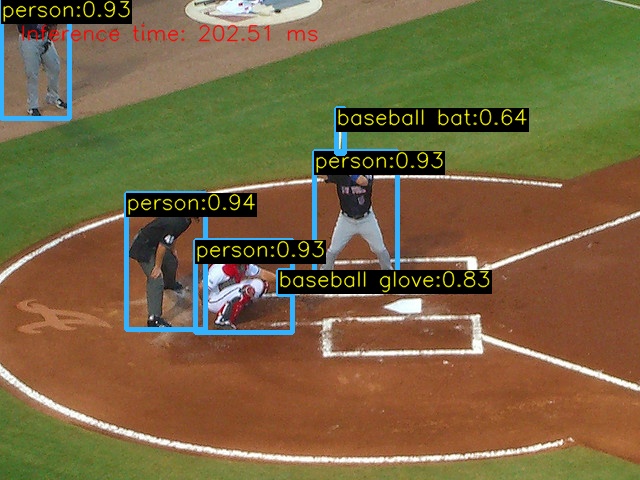 person:0.93
Inference time: 202.51 ms
baseball bat:0.64
person:0.93
person:0.94
person:0.93
baseball glove:0.83